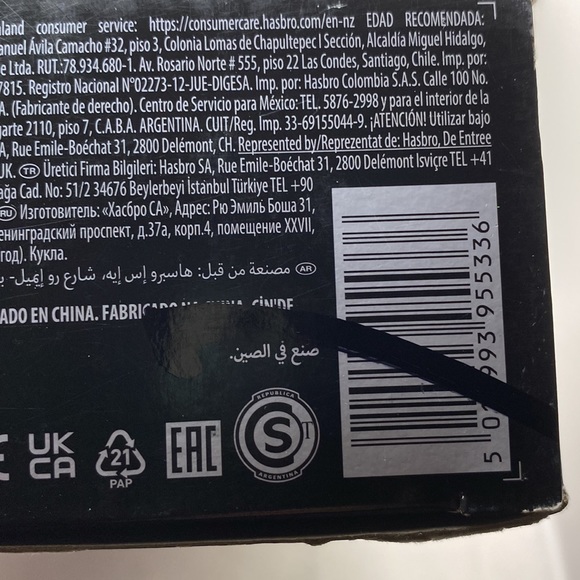 land consumer service: https://consumercare.hasbro.com/en-nz EDAD RECOMENDADA:
anuel Ávila Camacho #32, piso 3, Colonia Lomas de Chapultepec I Sección, Alcaldía Miguel Hidalgo,
e Ltda. RUT.:78.934.680-1. Av. Rosario Norte # 555, piso 22 Las Condes, Santiago, Chile. Imp. por:
7815. Registro Nacional N°02273-12-JUE-DIGESA. Imp. por: Hasbro Colombia S.A.S. Calle 100 No.
A. (Fabricante de derecho). Centro de Servicio para México: TEL. 5876-2998 y para el interior de la
garte 2110, piso 7, C.A.B.A. ARGENTINA. CUIT/Reg. Imp. 33-69155044-9. ¡ATENCIÓN! Utilizar bajo
A, Rue Emile-Boéchat 31, 2800 Delémont, CH. Represented by/Reprezentat de: Hasbro, De Entree
UK. TR Üretici Firma Bilgileri: Hasbro SA, Rue Emile-Boéchat 31, 2800 Delémont Isviçre TEL +41
ağa Cad. No: 51/2 34676 Beylerbeyi İstanbul Türkiye TEL +90
RU Изготовитель: «Хасбро СА», Адрес: Рю Эмиль Боша 31,
енинградский проспект, д.37а, корп.4, помещение XXVII,
год). Кукла.
AR مصنعة من قبل: هاسبرو إس إيه، شارع رو إيميل- ب
ADO EN CHINA. FABRICADO NA CHINA. ÇİN'DE
صنع في الصين.
UK
CA
21
PAP
EAC
REPUBLICA
S T
ARGENTINA
5 993 955336